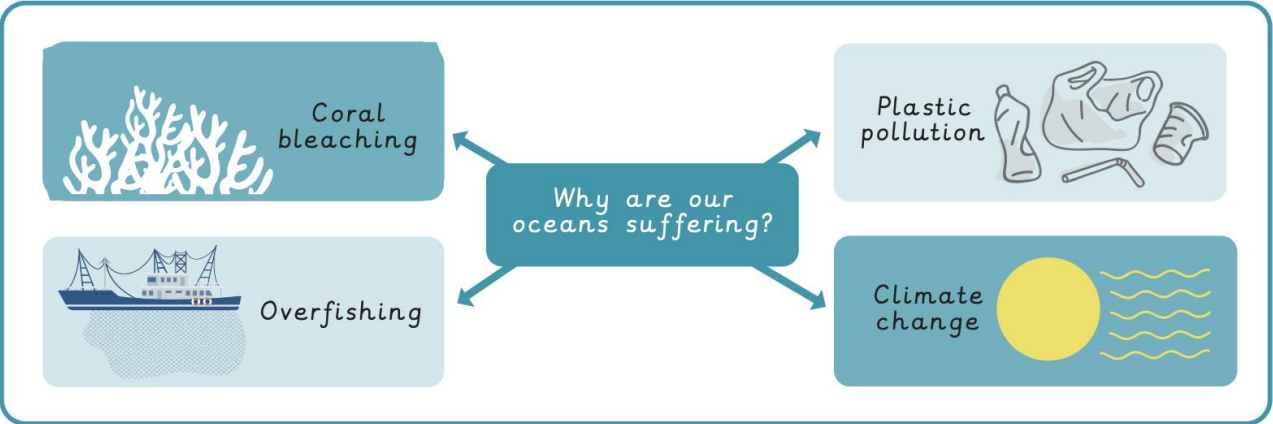 Coral
bleaching
Plastic
pollution
Why are our
oceans suffering?
Overfishing
Climate
change